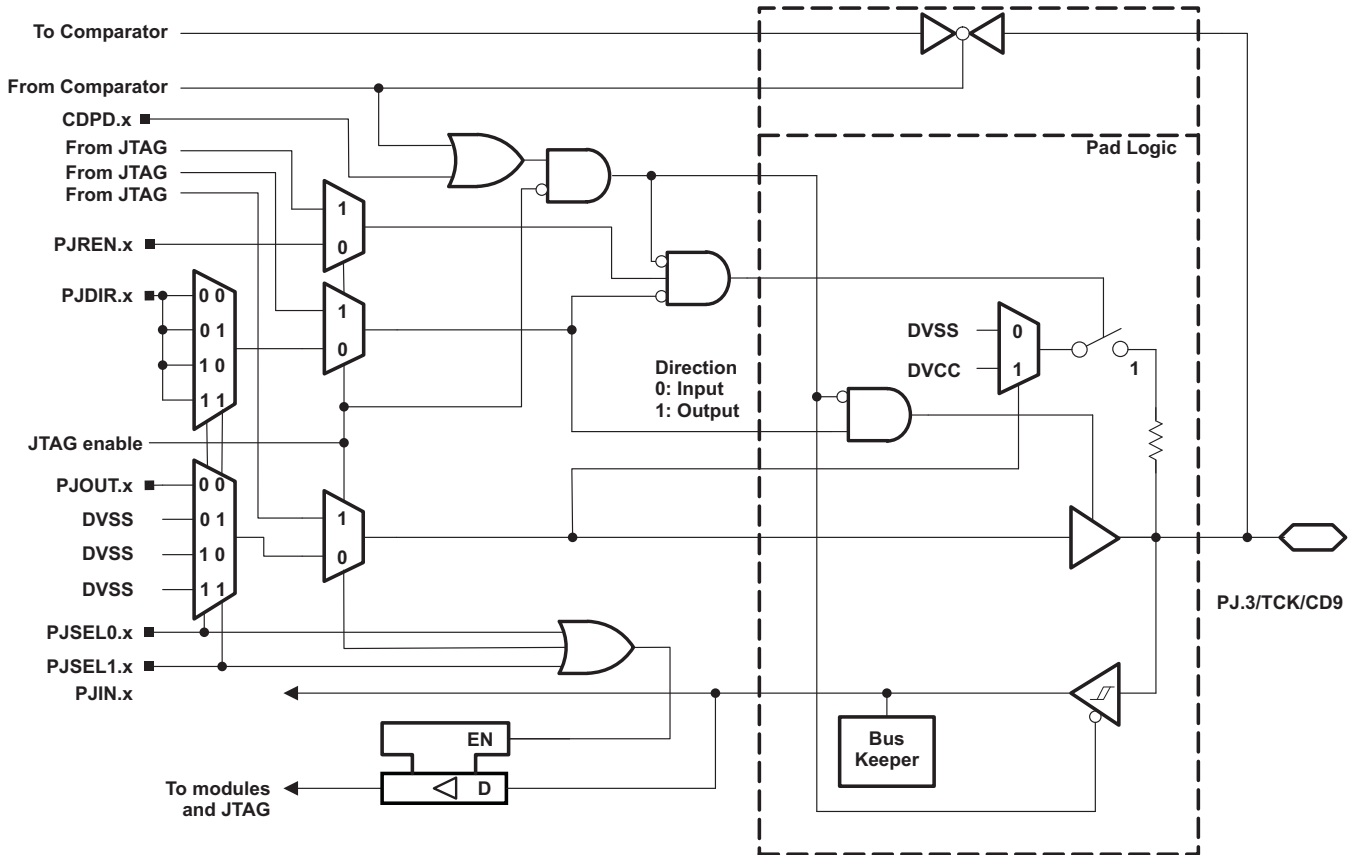 To Comparator
From Comparator
CDPD.x
From JTAG
From JTAG
From JTAG
Pad Logic
1
PJREN.x
0
PJDIR.x
0 0
1
0 1
DVSS
0
0
1 0
Direction
0: Input
1: Output
DVCC
1
1
1 1
JTAG enable
PJOUT.x
0 0
DVSS
0 1
1
DVSS
1 0
0
DVSS
1 1
PJ.3/TCK/CD9
PJSEL0.x
PJSEL1.x
PJIN.x
EN
Bus
Keeper
To modules
and JTAG
D